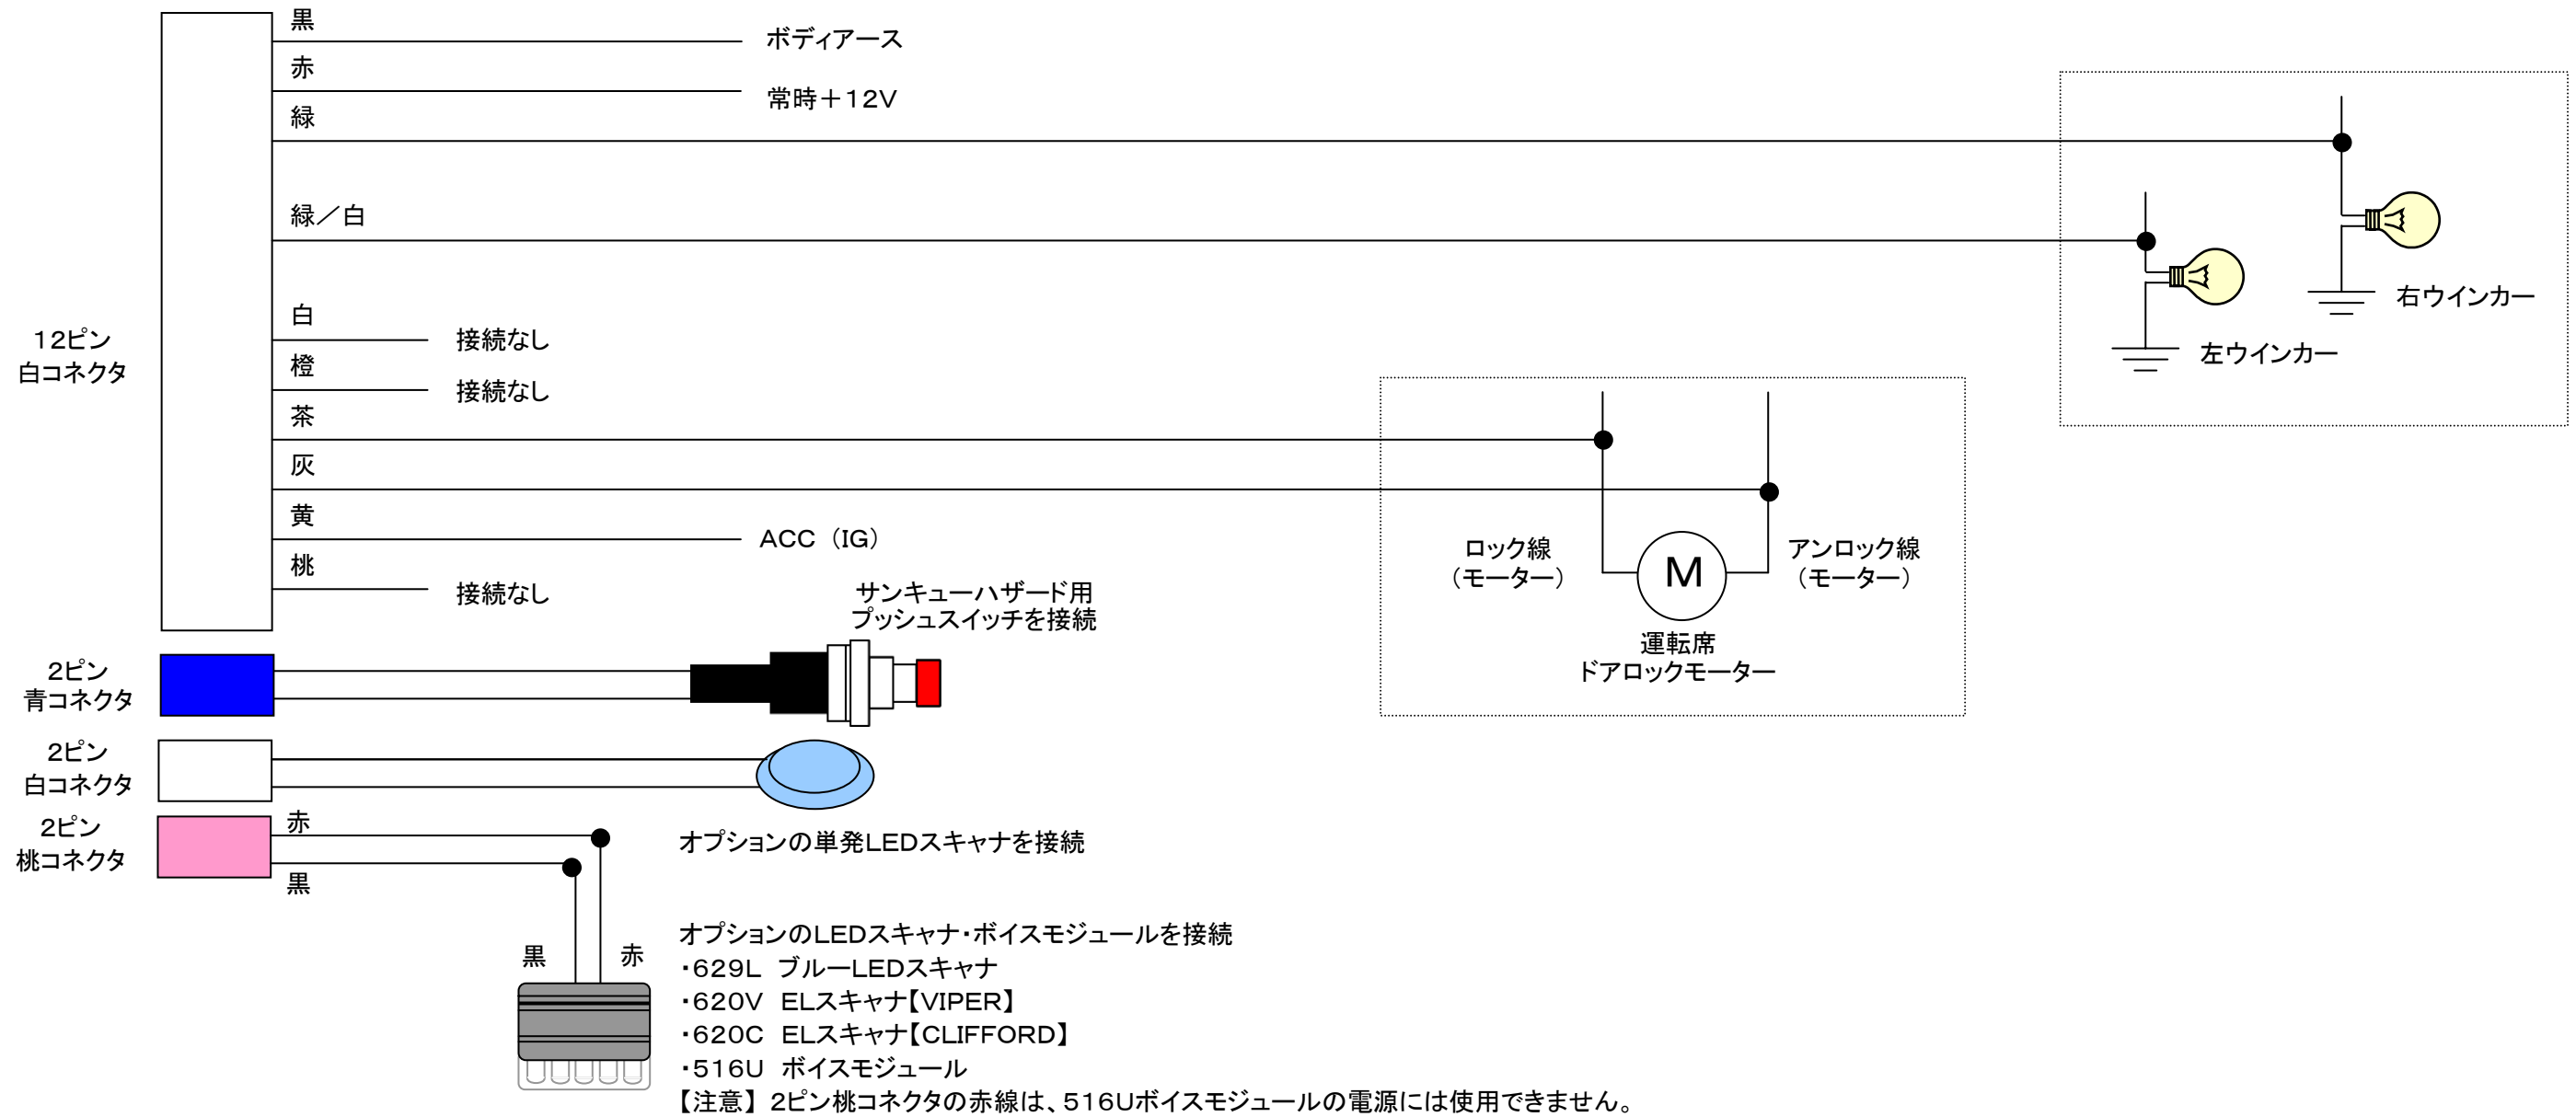 黒
ボディアース
赤
常時＋１２Ｖ
緑
緑／白
右ウインカー
左ウインカー
白
接続なし
１２ピン
白コネクタ
橙
接続なし
茶
灰
黄
ACC（IG）
桃
接続なし
ロック線
（モーター）
M
アンロック線
（モーター）
運転席
ドアロックモーター
サンキューハザード用
プッシュスイッチを接続
２ピン
青コネクタ
２ピン
白コネクタ
２ピン
桃コネクタ
赤
黒
オプションの単発LEDスキャナを接続
黒
赤
オプションのLEDスキャナ・ボイスモジュールを接続
・６２９L　ブルーLEDスキャナ
・６２０V　ELスキャナ【VIPER】
・６２０C　ELスキャナ【CLIFFORD】
・５１６U　ボイスモジュール
【注意】 ２ピン桃コネクタの赤線は、５１６Uボイスモジュールの電源には使用できません。